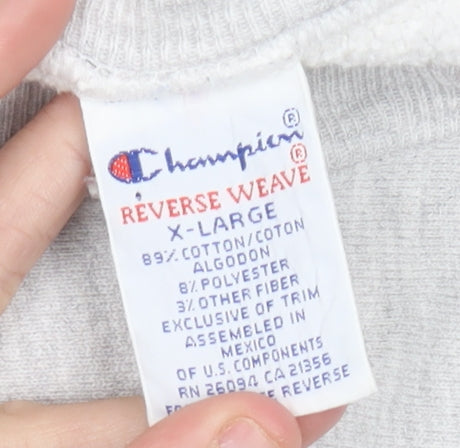 Champion®
®
REVERSE WEAVE
X-LARGE
89% COTTON/COTON
ALGODON
8% POLYESTER
3% OTHER FIBER
EXCLUSIVE OF TRIM
ASSEMBLED IN
MEXICO
OF U.S. COMPONENTS
RN 26094 CA 21356
REVERSE